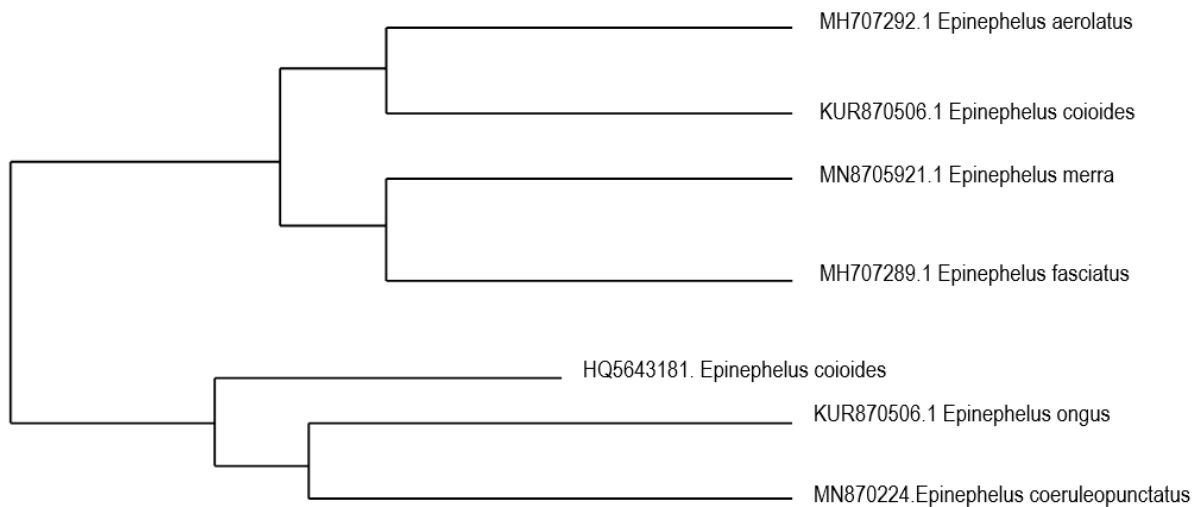 MH707292.1 Epinephelus aerolatus
KUR870506.1 Epinephelus coioides
MN8705921.1 Epinephelus merra
MH707289.1 Epinephelus fasciatus
HQ5643181. Epinephelus coioides
KUR870506.1 Epinephelus ongus
MN870224.Epinephelus coeruleopunctatus